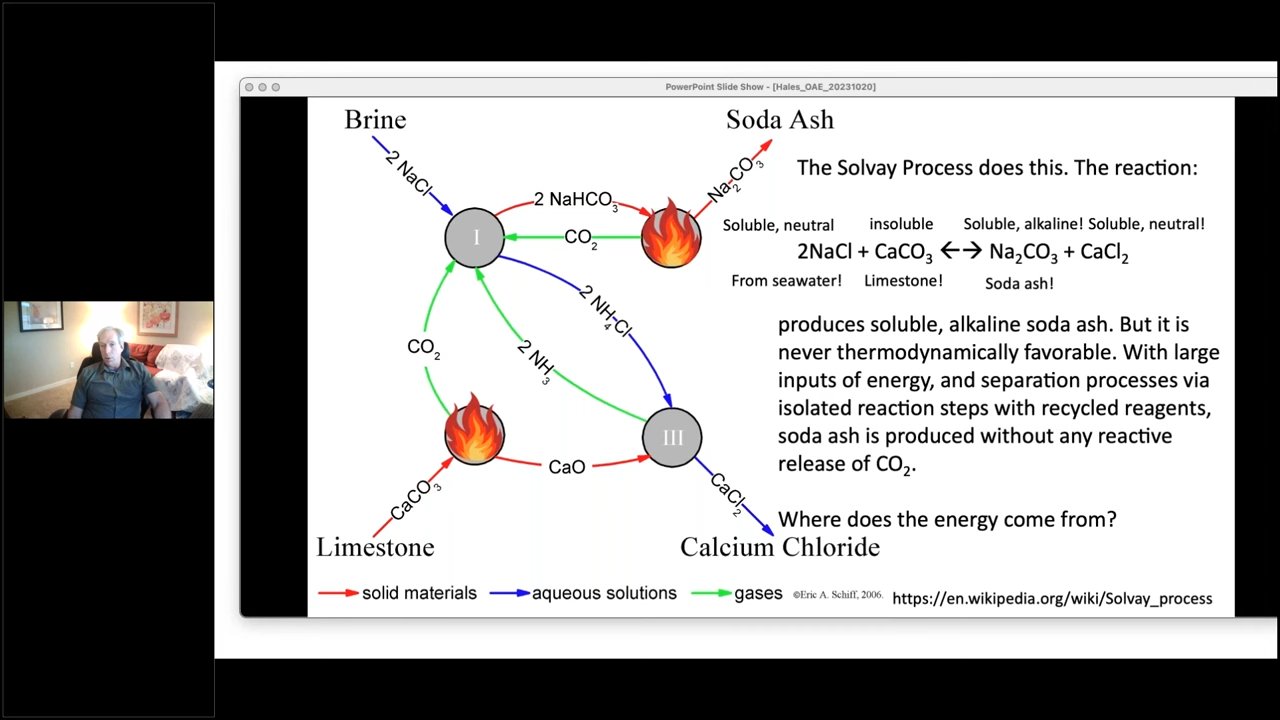 PowerPoint Slide Show - [Hales_OAE_20231020]
Brine
Soda Ash
2 NaCl
2 NaHCO₃
Na₂CO₃
I
CO₂
2 NH₄Cl
CO₂
2 NH₃
III
CaO
CaCO₃
CaCl₂
Limestone
Calcium Chloride
solid materials
aqueous solutions
gases
©Eric A. Schiff, 2006.
The Solvay Process does this. The reaction:
Soluble, neutral insoluble Soluble, alkaline! Soluble, neutral!
2NaCl + CaCO₃ ←→ Na₂CO₃ + CaCl₂
From seawater! Limestone! Soda ash!
produces soluble, alkaline soda ash. But it is
never thermodynamically favorable. With large
inputs of energy, and separation processes via
isolated reaction steps with recycled reagents,
soda ash is produced without any reactive
release of CO₂.
Where does the energy come from?
https://en.wikipedia.org/wiki/Solvay_process